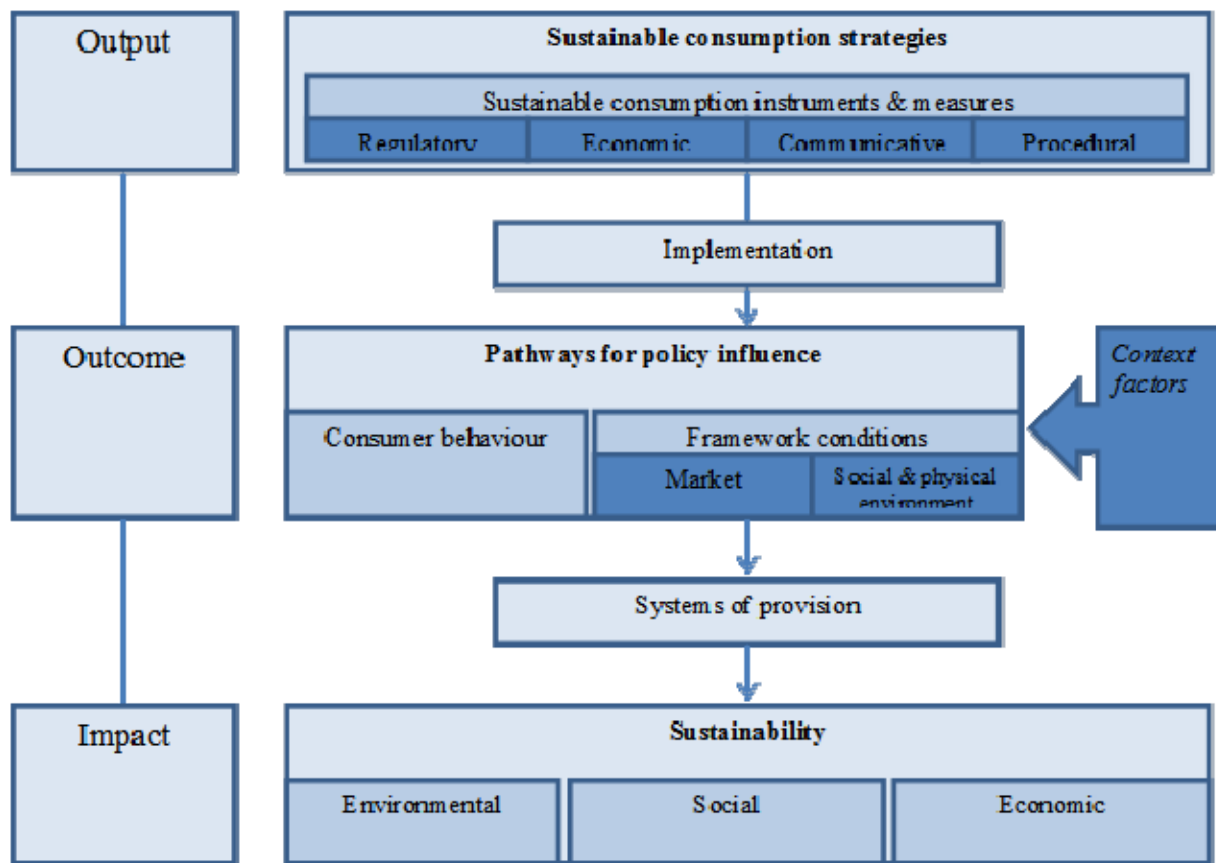 Output
Sustainable consumption strategies
Sustainable consumption instruments & measures
Regulatory
Economic
Communicative
Procedural
Implementation
Outcome
Pathways for policy influence
Context
factors
Consumer behaviour
Framework conditions
Market
Social & physical
environment
Systems of provision
Impact
Sustainability
Environmental
Social
Economic